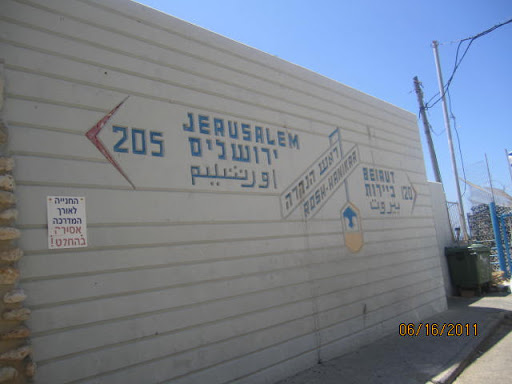 205
JERUSALEM
ירושלים
אורשלים
ראש הנקרה
ROSH-HANIKRA
BEIRUT
ביירות
بيروت
120
החנייה
לאורך
המדרכה
אסורה
בהחלט!
06/16/2011